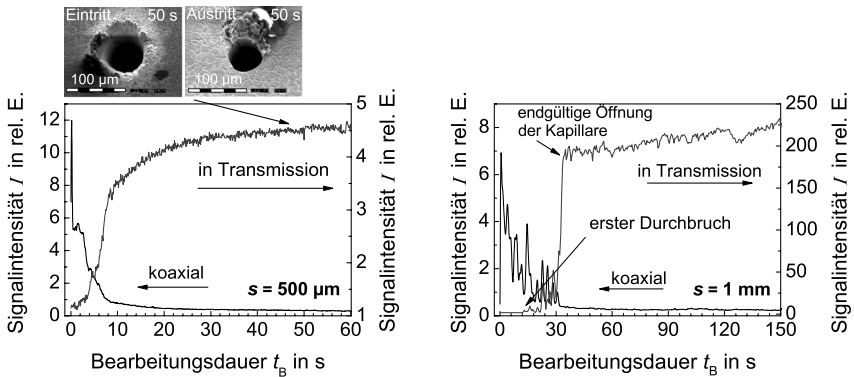 Eintritt 50 s
Austritt 50 s
100 µm
100 µm
Signalintensität I in rel. E.
12
10
8
6
4
2
0
in Transmission
koaxial
s = 500 µm
5
4
3
2
1
Signalintensität I in rel. E.
0 10 20 30 40 50 60
Bearbeitungsdauer tB in s
Signalintensität I in rel. E.
8
6
4
2
0
endgültige Öffnung
der Kapillare
in Transmission
erster Durchbruch
koaxial
s = 1 mm
250
200
150
100
50
0
Signalintensität I in rel. E.
0 30 60 90 120 150
Bearbeitungsdauer tB in s